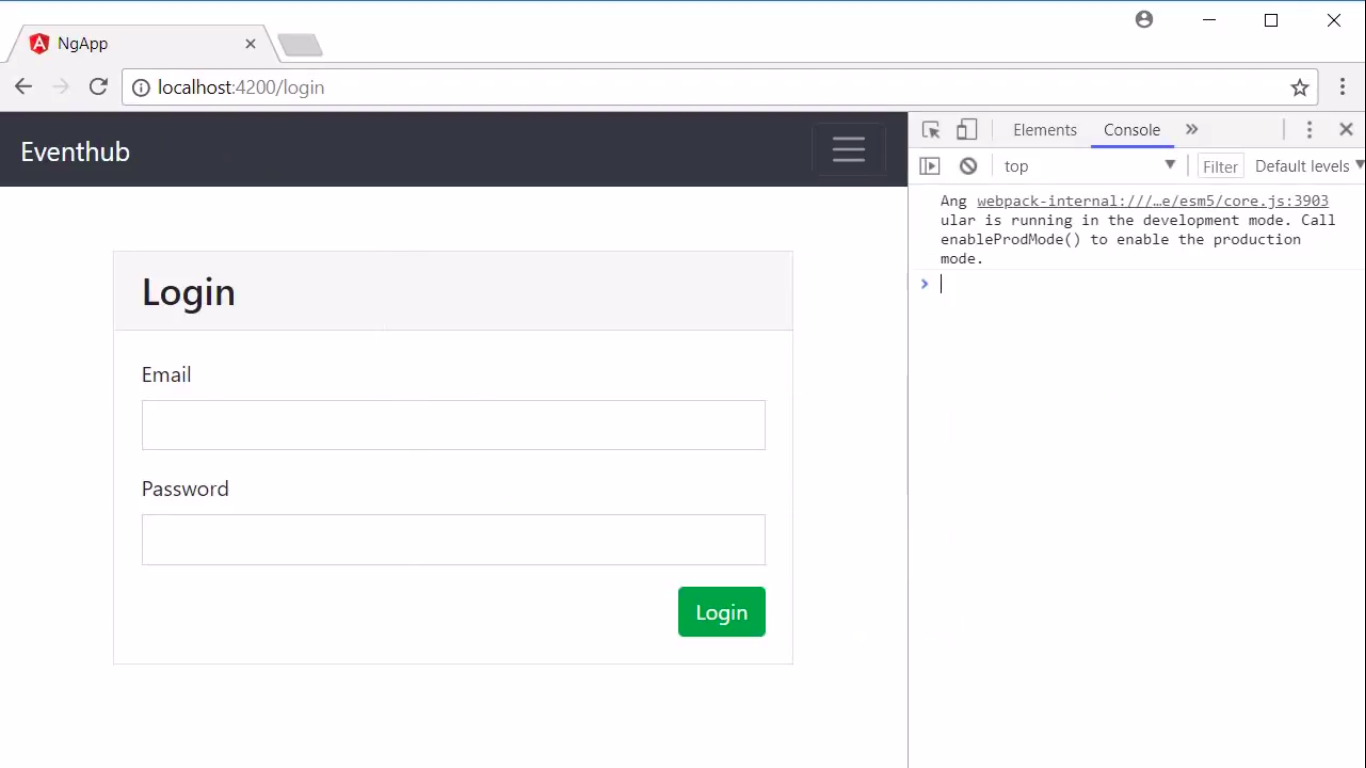 NgApp
localhost:4200/login
Eventhub
Elements Console
top Filter Default levels
Ang webpack-internal:///…e/esm5/core.js:3903
ular is running in the development mode. Call
enableProdMode() to enable the production
mode.
Login
Email
Password
Login